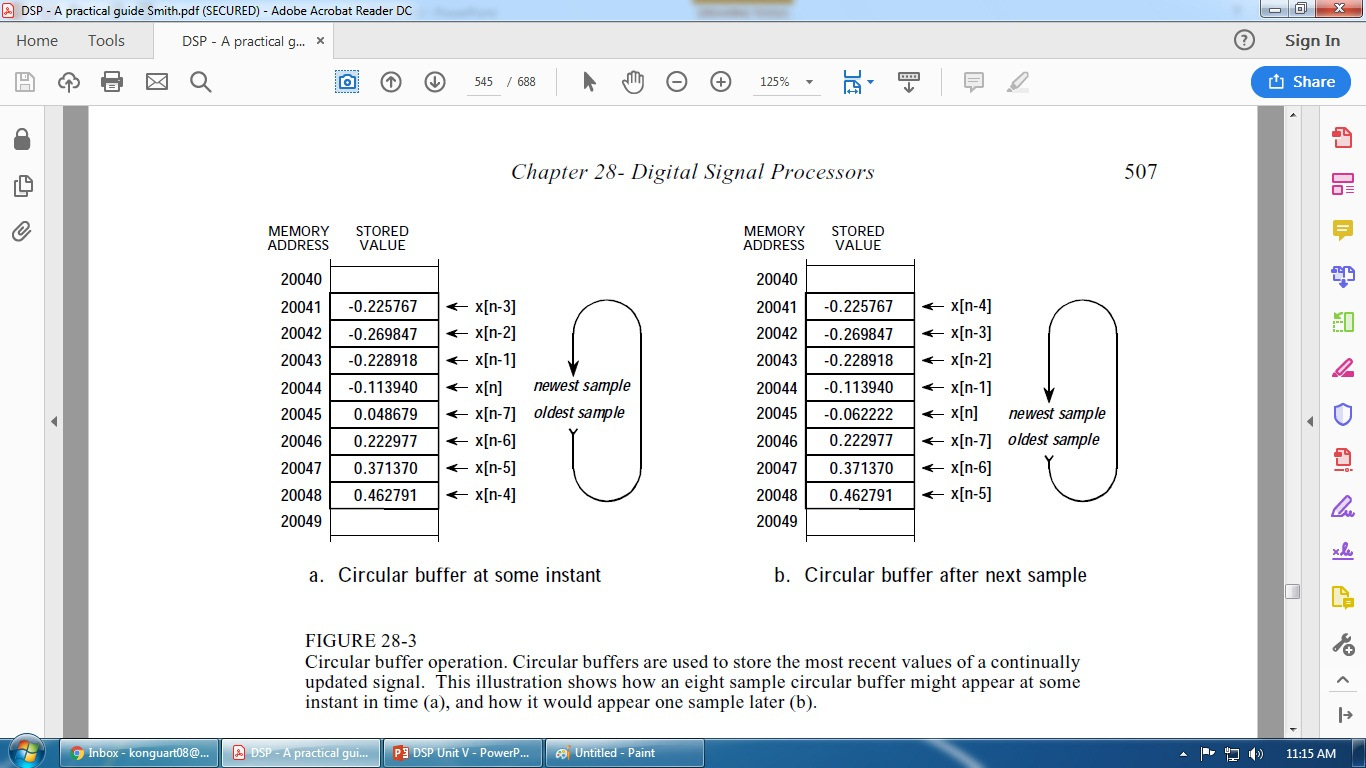 DSP - A practical guide Smith.pdf (SECURED) - Adobe Acrobat Reader DC
Home Tools DSP - A practical g... × ? Sign In
545 / 688 125% Share
Chapter 28- Digital Signal Processors 507
MEMORY STORED MEMORY STORED
ADDRESS VALUE ADDRESS VALUE
20040 20040
20041 -0.225767 x[n-3] 20041 -0.225767 x[n-4]
20042 -0.269847 x[n-2] 20042 -0.269847 x[n-3]
20043 -0.228918 x[n-1] 20043 -0.228918 x[n-2]
20044 -0.113940 x[n] newest sample 20044 -0.113940 x[n-1]
20045 0.048679 x[n-7] oldest sample 20045 -0.062222 x[n] newest sample
20046 0.222977 x[n-6] 20046 0.222977 x[n-7] oldest sample
20047 0.371370 x[n-5] 20047 0.371370 x[n-6]
20048 0.462791 x[n-4] 20048 0.462791 x[n-5]
20049 20049
a. Circular buffer at some instant b. Circular buffer after next sample
FIGURE 28-3
Circular buffer operation. Circular buffers are used to store the most recent values of a continually
updated signal. This illustration shows how an eight sample circular buffer might appear at some
instant in time (a), and how it would appear one sample later (b).
Inbox - konguart08@... DSP - A practical gui... DSP Unit V - PowerP... Untitled - Paint 11:15 AM